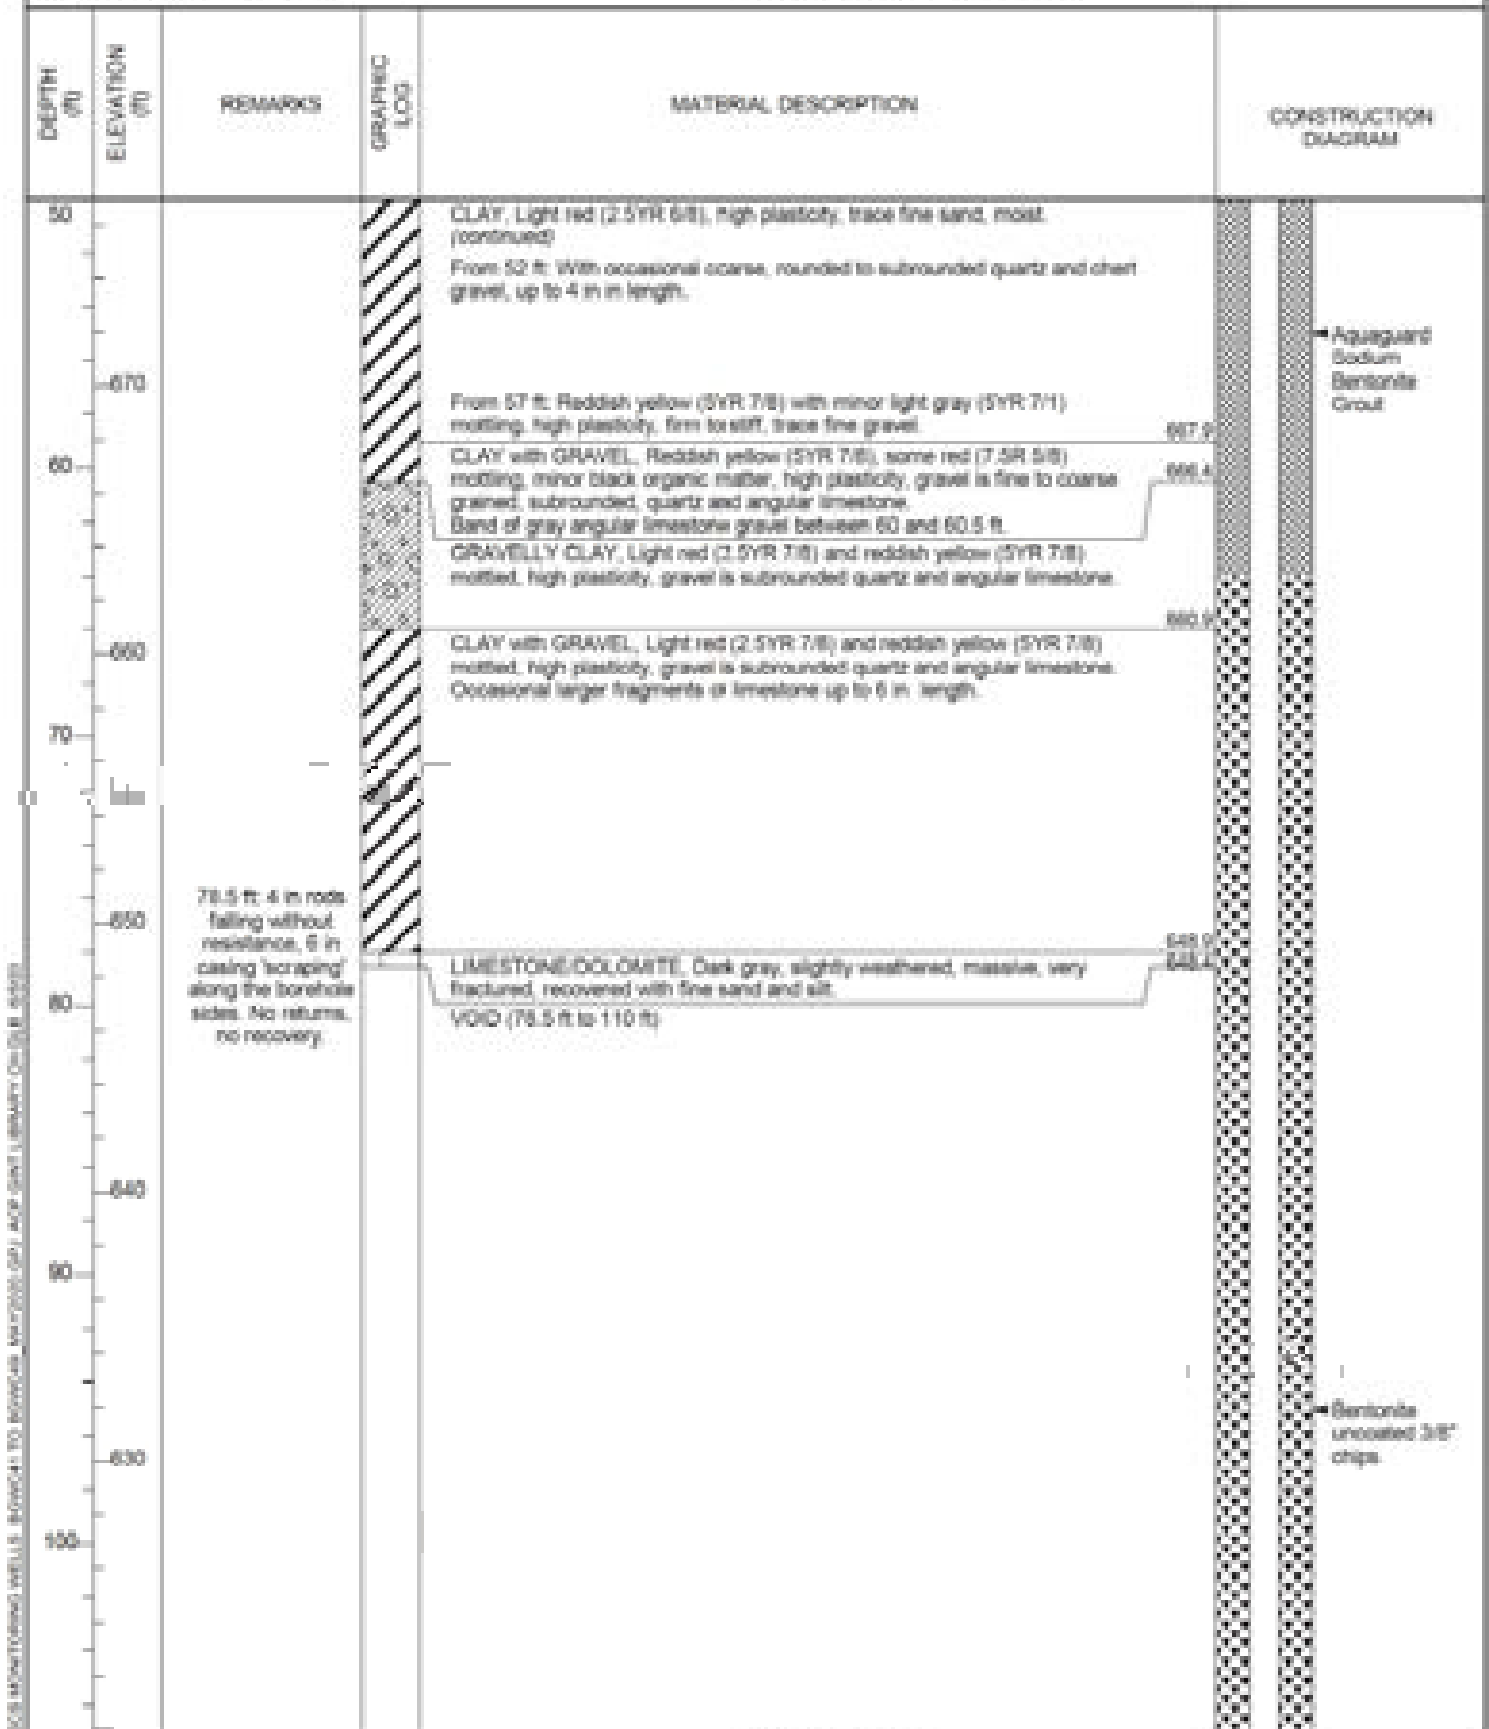 DEPTH
(ft)
ELEVATION
(ft)
REMARKS
GRAPHIC
LOG
MATERIAL DESCRIPTION
CONSTRUCTION
DIAGRAM
50
CLAY, Light red (2.5YR 6/8), high plasticity, trace fine sand, moist.
(continued)
From 52 ft: With occasional coarse, rounded to subrounded quartz and chert
gravel, up to 4 in in length.
Aquaguard
Sodium
Bentonite
Grout
670
From 57 ft: Reddish yellow (5YR 7/8) with minor light gray (5YR 7/1)
mottling, high plasticity, firm to stiff, trace fine gravel.
667.9
60
CLAY with GRAVEL, Reddish yellow (5YR 7/8), some red (7.5R 5/8)
666.4
mottling, minor black organic matter, high plasticity, gravel is fine to coarse
grained, subrounded, quartz and angular limestone.
Band of gray angular limestone gravel between 60 and 60.5 ft.
GRAVELLY CLAY, Light red (2.5YR 7/8) and reddish yellow (5YR 7/8)
mottled, high plasticity, gravel is subrounded quartz and angular limestone.
660.9
660
CLAY with GRAVEL, Light red (2.5YR 7/8) and reddish yellow (5YR 7/8)
mottled, high plasticity, gravel is subrounded quartz and angular limestone.
Occasional larger fragments of limestone up to 6 in length.
70
78.5 ft: 4 in rods
falling without
resistance, 6 in
casing 'scraping'
along the borehole
sides. No returns,
no recovery.
650
648.9
648.4
LIMESTONE/DOLOMITE, Dark gray, slightly weathered, massive, very
fractured, recovered with fine sand and silt.
80
VOID (78.5 ft to 110 ft)
640
90
Bentonite
uncoated 3/8"
chips
630
100
MONITORING WELLS